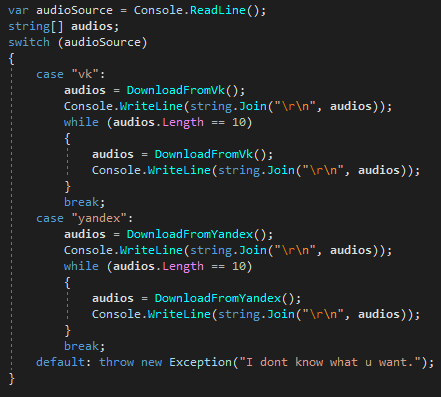 var audioSource = Console.ReadLine();
string[] audios;
switch (audioSource)
{
    case "vk":
        audios = DownloadFromVk();
        Console.WriteLine(string.Join("\r\n", audios));
        while (audios.Length == 10)
        {
            audios = DownloadFromVk();
            Console.WriteLine(string.Join("\r\n", audios));
        }
        break;
    case "yandex":
        audios = DownloadFromYandex();
        Console.WriteLine(string.Join("\r\n", audios));
        while (audios.Length == 10)
        {
            audios = DownloadFromYandex();
            Console.WriteLine(string.Join("\r\n", audios));
        }
        break;
    default: throw new Exception("I dont know what u want.");
}